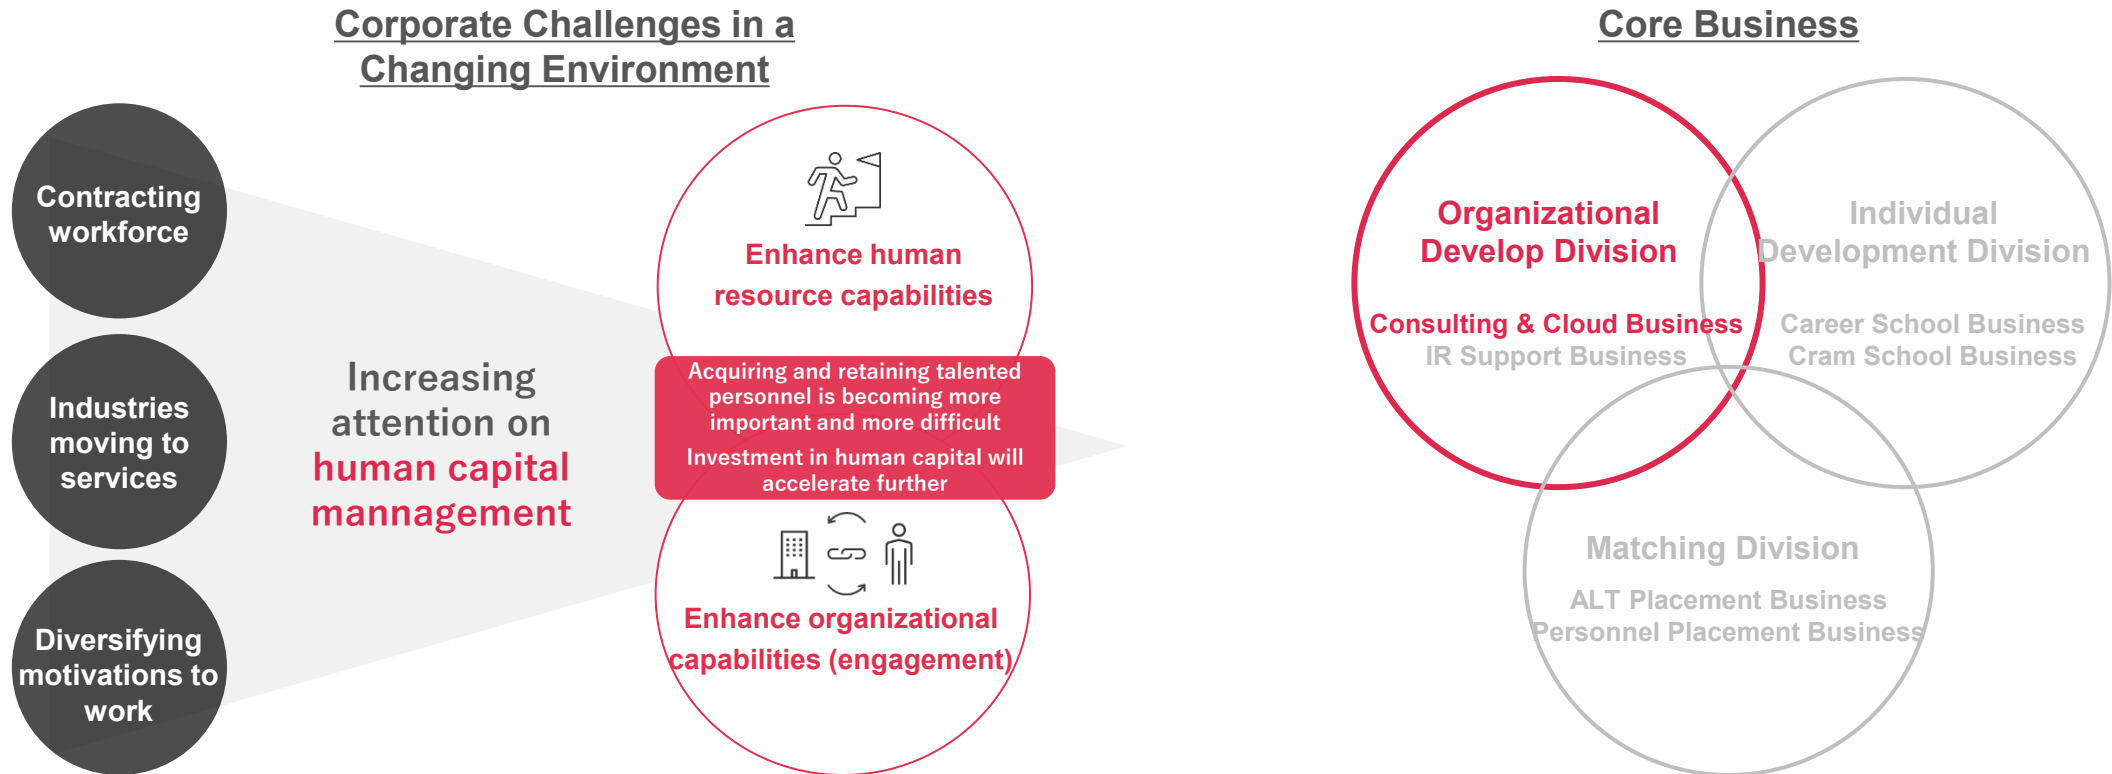 Corporate Challenges in a
Changing Environment
Contracting
workforce
Industries
moving to
services
Diversifying
motivations to
work
Increasing
attention on
human capital
mannagement
Enhance human
resource capabilities
Acquiring and retaining talented
personnel is becoming more
important and more difficult
Investment in human capital will
accelerate further
Enhance organizational
capabilities (engagement)
Core Business
Organizational
Develop Division
Consulting & Cloud Business
IR Support Business
Individual
Development Division
Career School Business
Cram School Business
Matching Division
ALT Placement Business
Personnel Placement Business